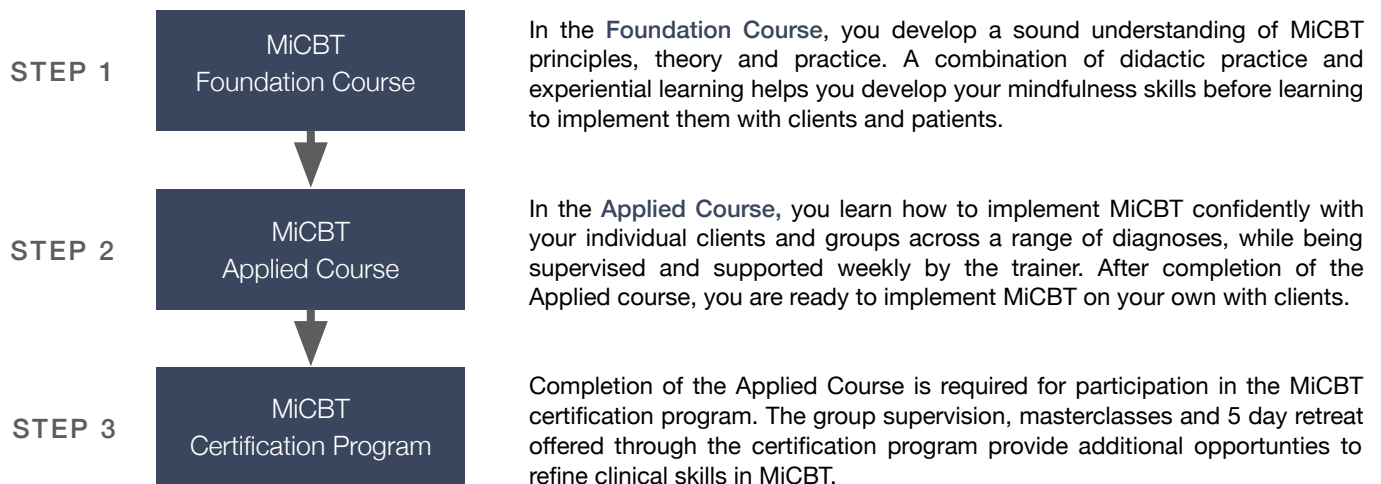 STEP 1
MiCBT
Foundation Course
In the Foundation Course, you develop a sound understanding of MiCBT
principles, theory and practice. A combination of didactic practice and
experiential learning helps you develop your mindfulness skills before learning
to implement them with clients and patients.
STEP 2
MiCBT
Applied Course
In the Applied Course, you learn how to implement MiCBT confidently with
your individual clients and groups across a range of diagnoses, while being
supervised and supported weekly by the trainer. After completion of the
Applied course, you are ready to implement MiCBT on your own with clients.
STEP 3
MiCBT
Certification Program
Completion of the Applied Course is required for participation in the MiCBT
certification program. The group supervision, masterclasses and 5 day retreat
offered through the certification program provide additional opportunties to
refine clinical skills in MiCBT.